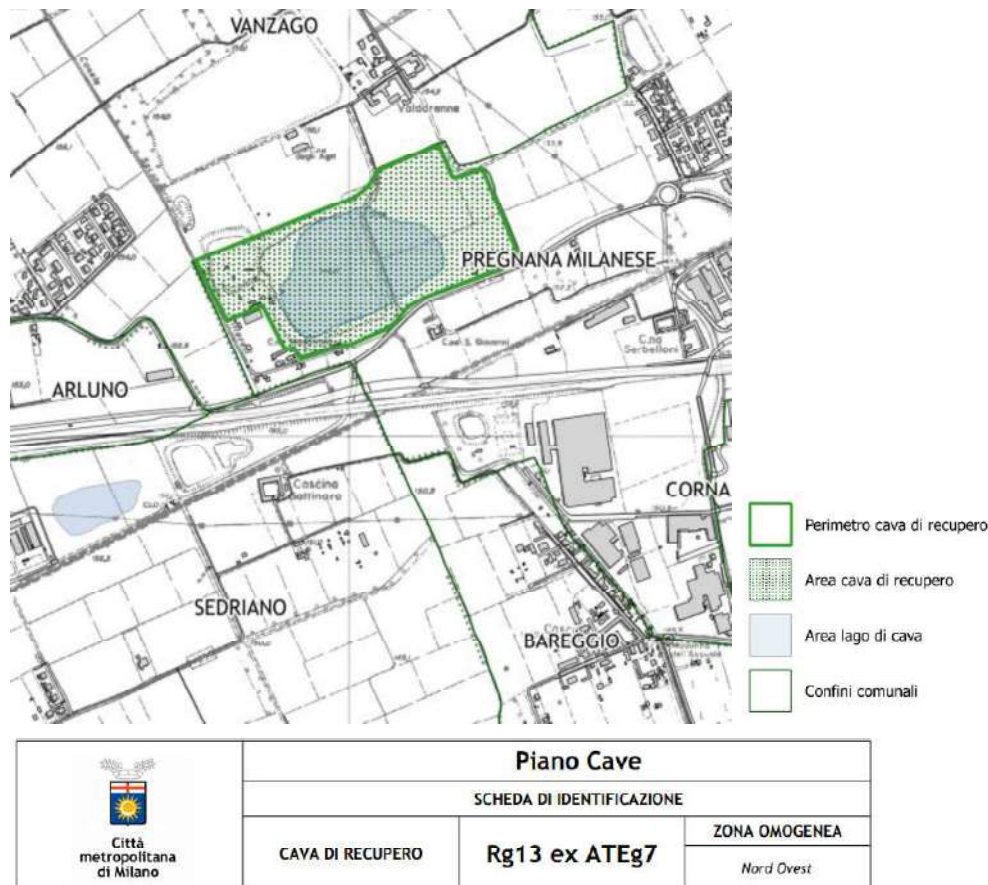 VANZAGO
Valdarenne
PREGNANA MILANESE
C.na
Serbelloni
ARLUNO
Cascina
Gattinara
CORNA
SEDRIANO
BAREGGIO
Perimetro cava di recupero
Area cava di recupero
Area lago di cava
Confini comunali
Città
metropolitana
di Milano
Piano Cave
SCHEDA DI IDENTIFICAZIONE
CAVA DI RECUPERO
Rg13 ex ATEg7
ZONA OMOGENEA
Nord Ovest